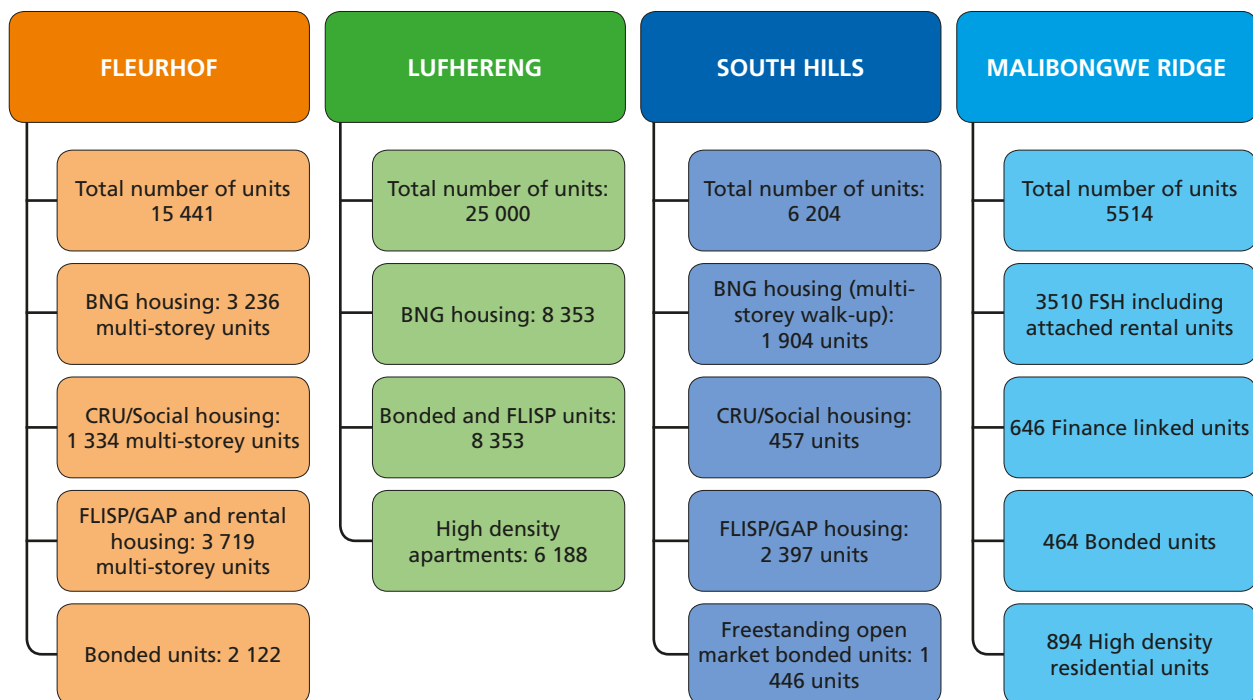 FLEURHOF
Total number of units
15 441
BNG housing: 3 236
multi-storey units
CRU/Social housing:
1 334 multi-storey units
FLISP/GAP and rental
housing: 3 719
multi-storey units
Bonded units: 2 122
LUFHERENG
Total number of units:
25 000
BNG housing: 8 353
Bonded and FLISP units:
8 353
High density
apartments: 6 188
SOUTH HILLS
Total number of units:
6 204
BNG housing (multi-
storey walk-up):
1 904 units
CRU/Social housing:
457 units
FLISP/GAP housing:
2 397 units
Freestanding open
market bonded units: 1
446 units
MALIBONGWE RIDGE
Total number of units
5514
3510 FSH including
attached rental units
646 Finance linked units
464 Bonded units
894 High density
residential units